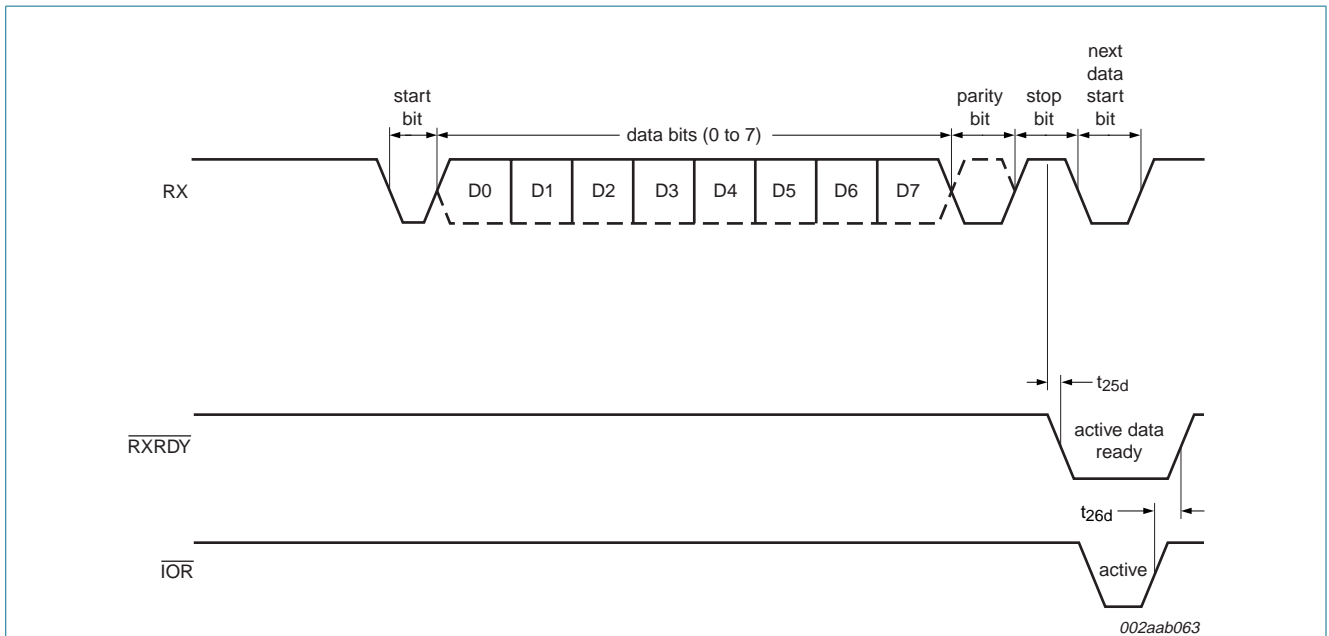 start
bit
data bits (0 to 7)
parity
bit
stop
bit
next
data
start
bit
RX
D0 D1 D2 D3 D4 D5 D6 D7
t25d
RXRDY
active data
ready
t26d
IOR
active
002aab063